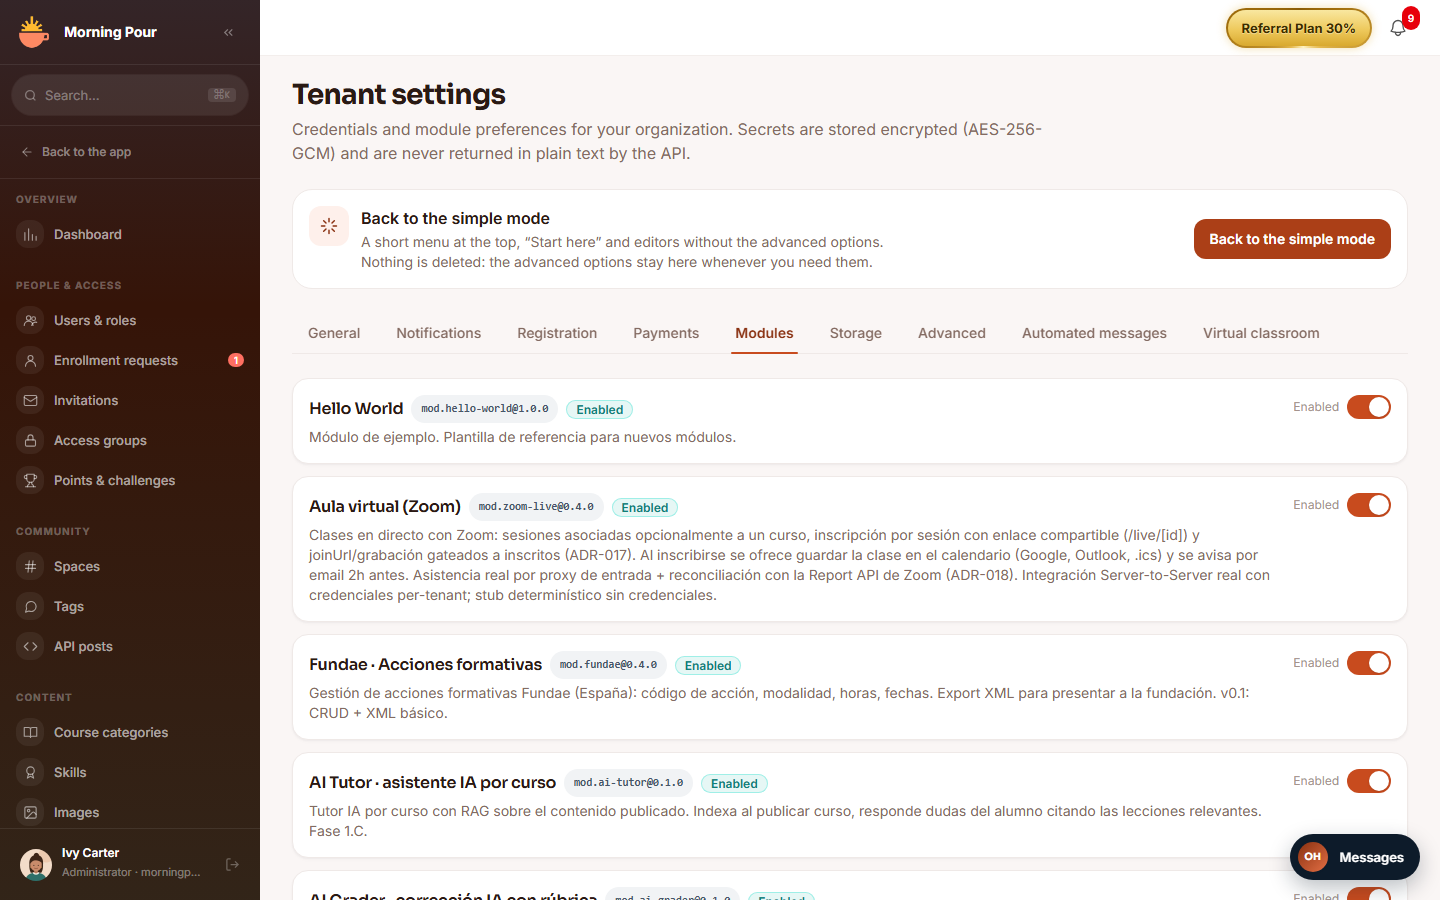 Morning Pour
Search...
⌘K
Back to the app
OVERVIEW
Dashboard
PEOPLE & ACCESS
Users & roles
Enrollment requests
1
Invitations
Access groups
Points & challenges
COMMUNITY
Spaces
Tags
API posts
CONTENT
Course categories
Skills
Images
Ivy Carter
Administrator · morningp...
Referral Plan 30%
9
Tenant settings
Credentials and module preferences for your organization. Secrets are stored encrypted (AES-256-
GCM) and are never returned in plain text by the API.
Back to the simple mode
A short menu at the top, “Start here” and editors without the advanced options.
Nothing is deleted: the advanced options stay here whenever you need them.
Back to the simple mode
General
Notifications
Registration
Payments
Modules
Storage
Advanced
Automated messages
Virtual classroom
Hello World mod.hello-world@1.0.0 Enabled
Enabled
Módulo de ejemplo. Plantilla de referencia para nuevos módulos.
Aula virtual (Zoom) mod.zoom-live@0.4.0 Enabled
Enabled
Clases en directo con Zoom: sesiones asociadas opcionalmente a un curso, inscripción por sesión con enlace compartible (/live/[id]) y
joinUrl/grabación gateados a inscritos (ADR-017). Al inscribirse se ofrece guardar la clase en el calendario (Google, Outlook, .ics) y se avisa por
email 2h antes. Asistencia real por proxy de entrada + reconciliación con la Report API de Zoom (ADR-018). Integración Server-to-Server real con
credenciales per-tenant; stub determinístico sin credenciales.
Fundae · Acciones formativas mod.fundae@0.4.0 Enabled
Enabled
Gestión de acciones formativas Fundae (España): código de acción, modalidad, horas, fechas. Export XML para presentar a la fundación. v0.1:
CRUD + XML básico.
AI Tutor · asistente IA por curso mod.ai-tutor@0.1.0 Enabled
Enabled
Tutor IA por curso con RAG sobre el contenido publicado. Indexa al publicar curso, responde dudas del alumno citando las lecciones relevantes.
Fase 1.C.
AI Grader · corrección IA con rúbrica mod.ai-grader@0.1.0 Enabled
Enabled
OH
Messages